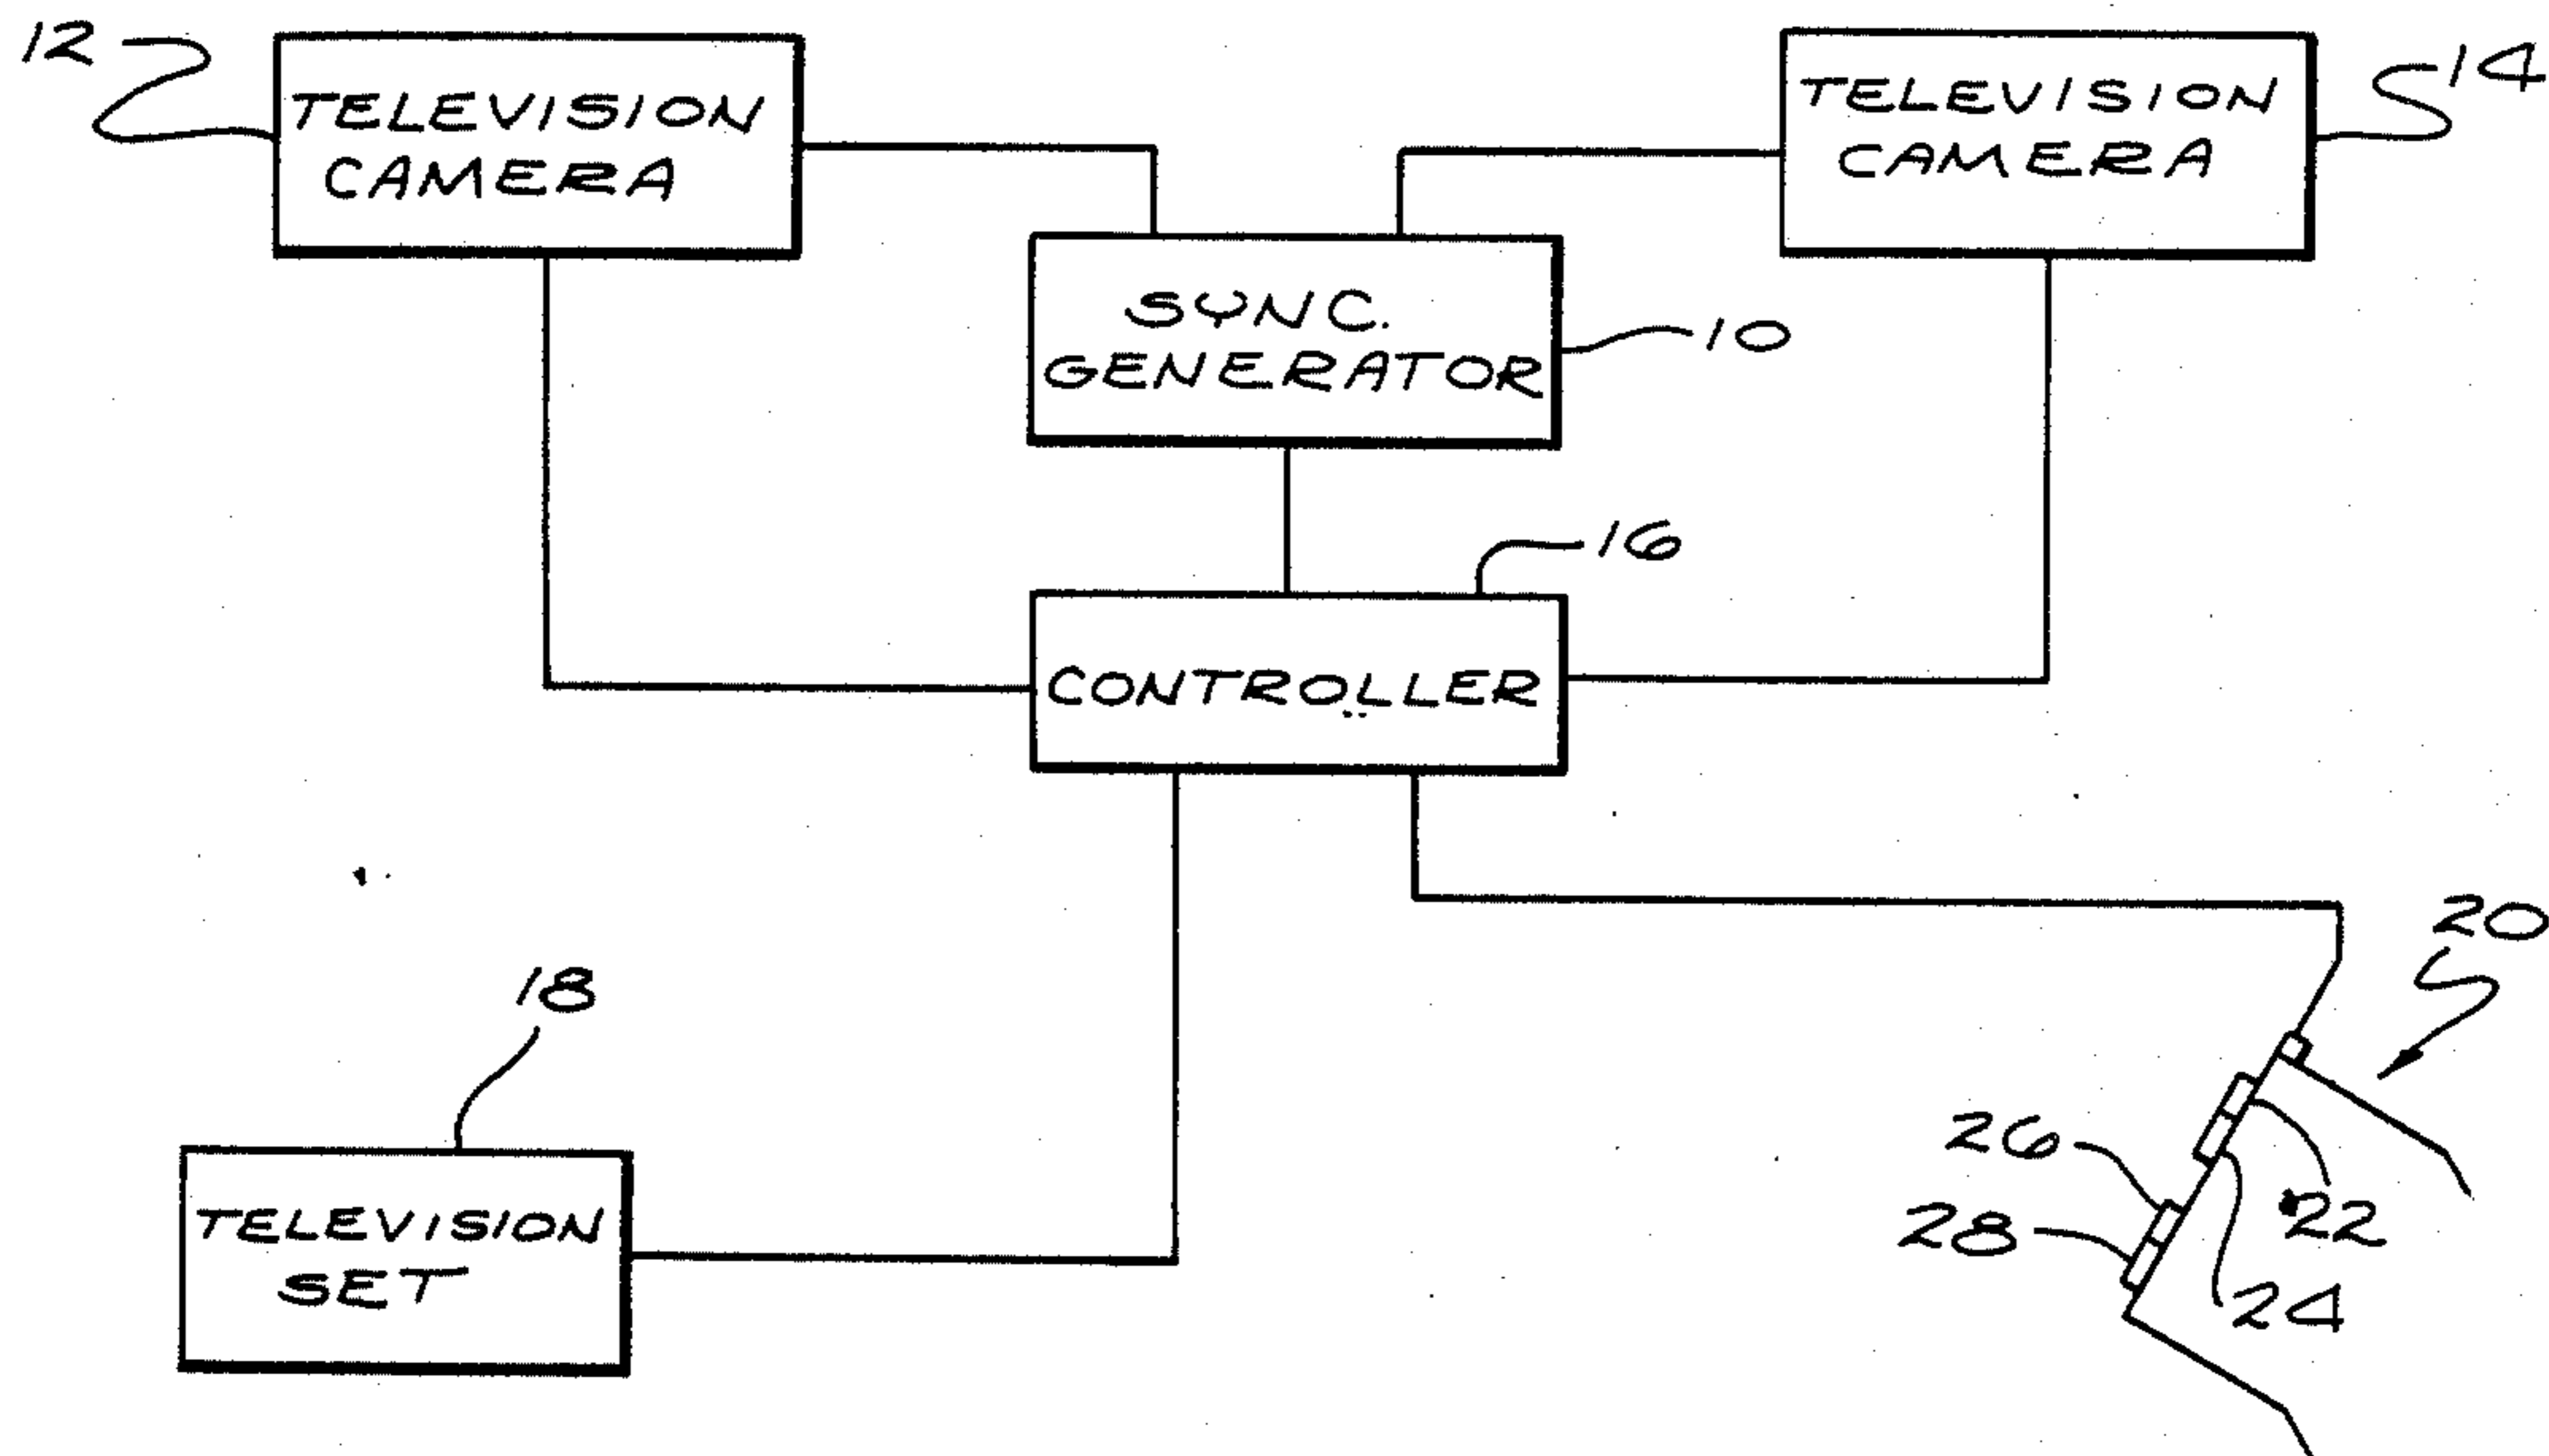 12
TELEVISION
CAMERA
TELEVISION
CAMERA
14
SYNC.
GENERATOR
10
16
CONTROLLER
18
TELEVISION
SET
20
26
28
22
24